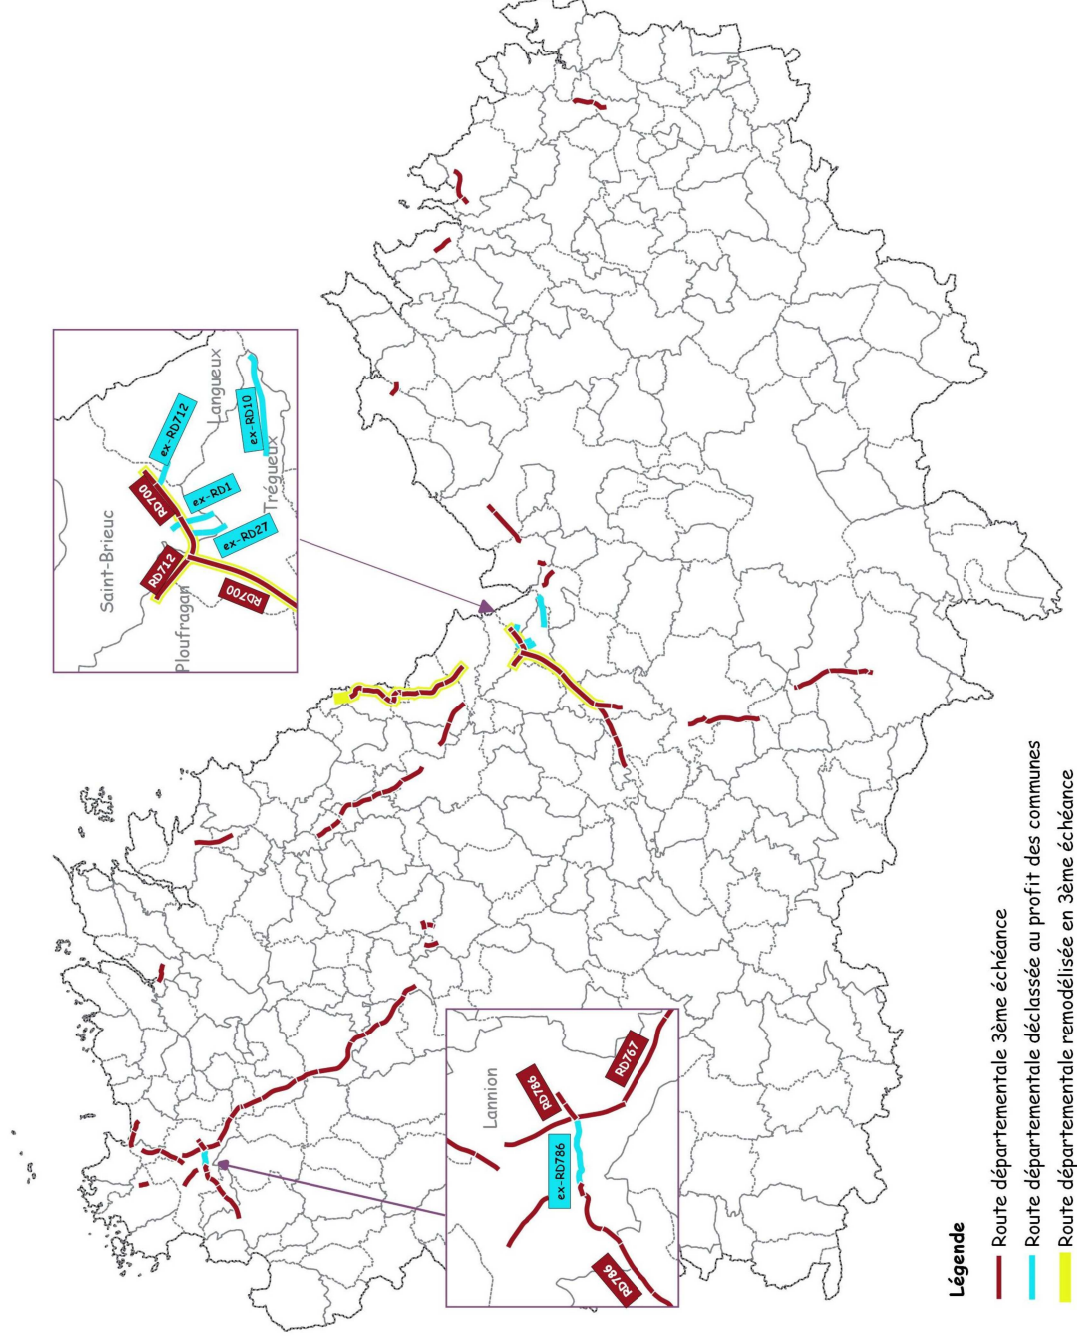 Saint-Brieuc
Ploufragan
Langueux
Trégueux
RD712
RD700
RD700
ex-RD712
ex-RD1
ex-RD27
ex-RD10
Lannion
RD786
RD767
ex-RD786
RD786
Légende
Route départementale 3ème échéance
Route départementale déclassée au profit des communes
Route départementale remodélisée en 3ème échéance